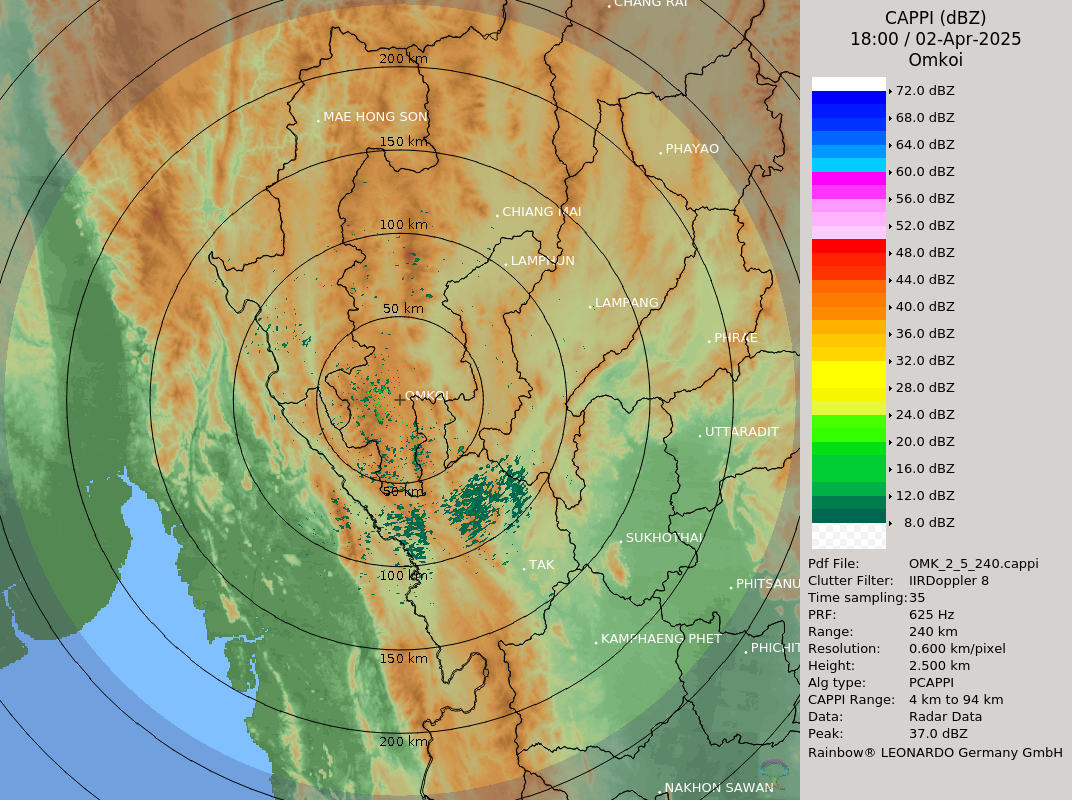 CHANG RAI
200 km
MAE HONG SON
150 km
PHAYAO
CHIANG MAI
100 km
LAMPHUN
LAMPANG
50 km
PHRAE
OMKOI
UTTARADIT
50 km
SUKHOTHAI
TAK
100 km
PHITSANU
KAMPHAENG PHET
PHICHIT
150 km
200 km
NAKHON SAWAN
CAPPI (dBZ)
18:00 / 02-Apr-2025
Omkoi
72.0 dBZ
68.0 dBZ
64.0 dBZ
60.0 dBZ
56.0 dBZ
52.0 dBZ
48.0 dBZ
44.0 dBZ
40.0 dBZ
36.0 dBZ
32.0 dBZ
28.0 dBZ
24.0 dBZ
20.0 dBZ
16.0 dBZ
12.0 dBZ
8.0 dBZ
Pdf File: OMK_2_5_240.cappi
Clutter Filter: IIRDoppler 8
Time sampling: 35
PRF: 625 Hz
Range: 240 km
Resolution: 0.600 km/pixel
Height: 2.500 km
Alg type: PCAPPI
CAPPI Range: 4 km to 94 km
Data: Radar Data
Peak: 37.0 dBZ
Rainbow® LEONARDO Germany GmbH